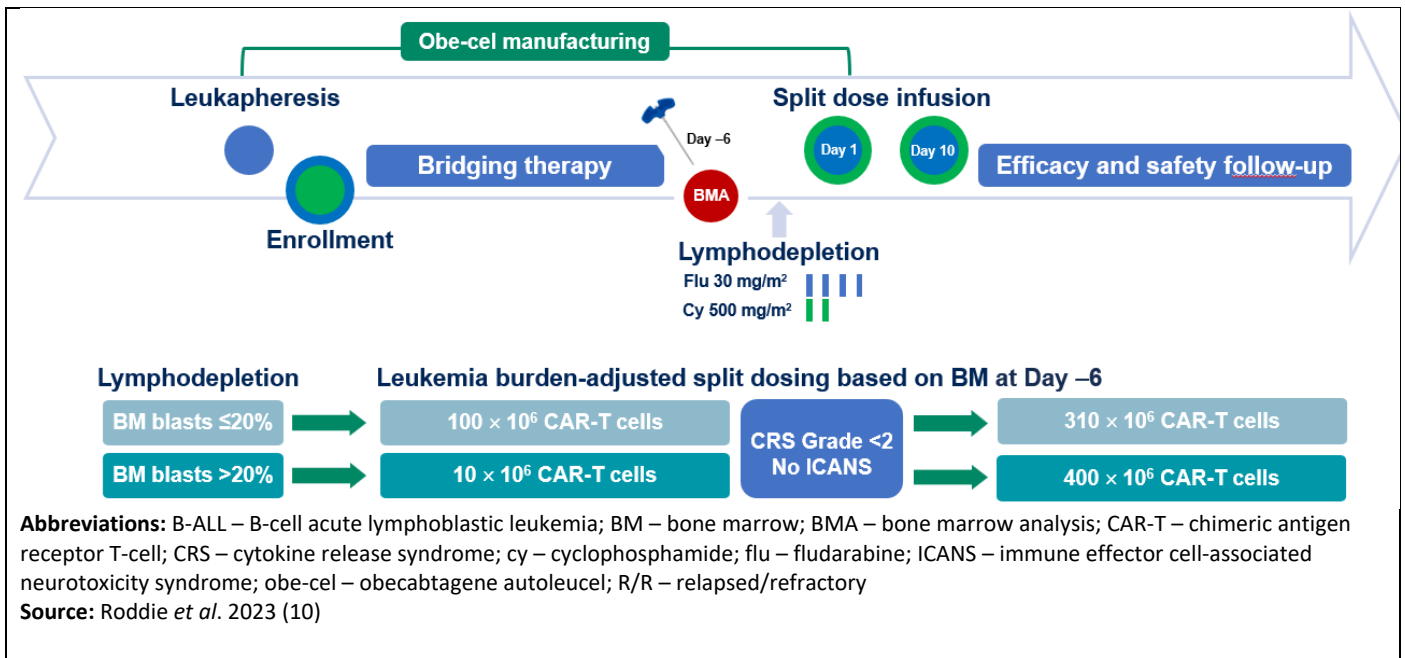 Obe-cel manufacturing
Leukapheresis
Split dose infusion
Day –6
Day 1
Day 10
Bridging therapy
Efficacy and safety follow-up
BMA
Enrollment
Lymphodepletion
Flu 30 mg/m²
Cy 500 mg/m²
Lymphodepletion
Leukemia burden-adjusted split dosing based on BM at Day –6
BM blasts ≤20%
100 × 10⁶ CAR-T cells
CRS Grade <2
No ICANS
310 × 10⁶ CAR-T cells
BM blasts >20%
10 × 10⁶ CAR-T cells
400 × 10⁶ CAR-T cells
Abbreviations: B-ALL – B-cell acute lymphoblastic leukemia; BM – bone marrow; BMA – bone marrow analysis; CAR-T – chimeric antigen
receptor T-cell; CRS – cytokine release syndrome; cy – cyclophosphamide; flu – fludarabine; ICANS – immune effector cell-associated
neurotoxicity syndrome; obe-cel – obecabtagene autoleucel; R/R – relapsed/refractory
Source: Roddie et al. 2023 (10)